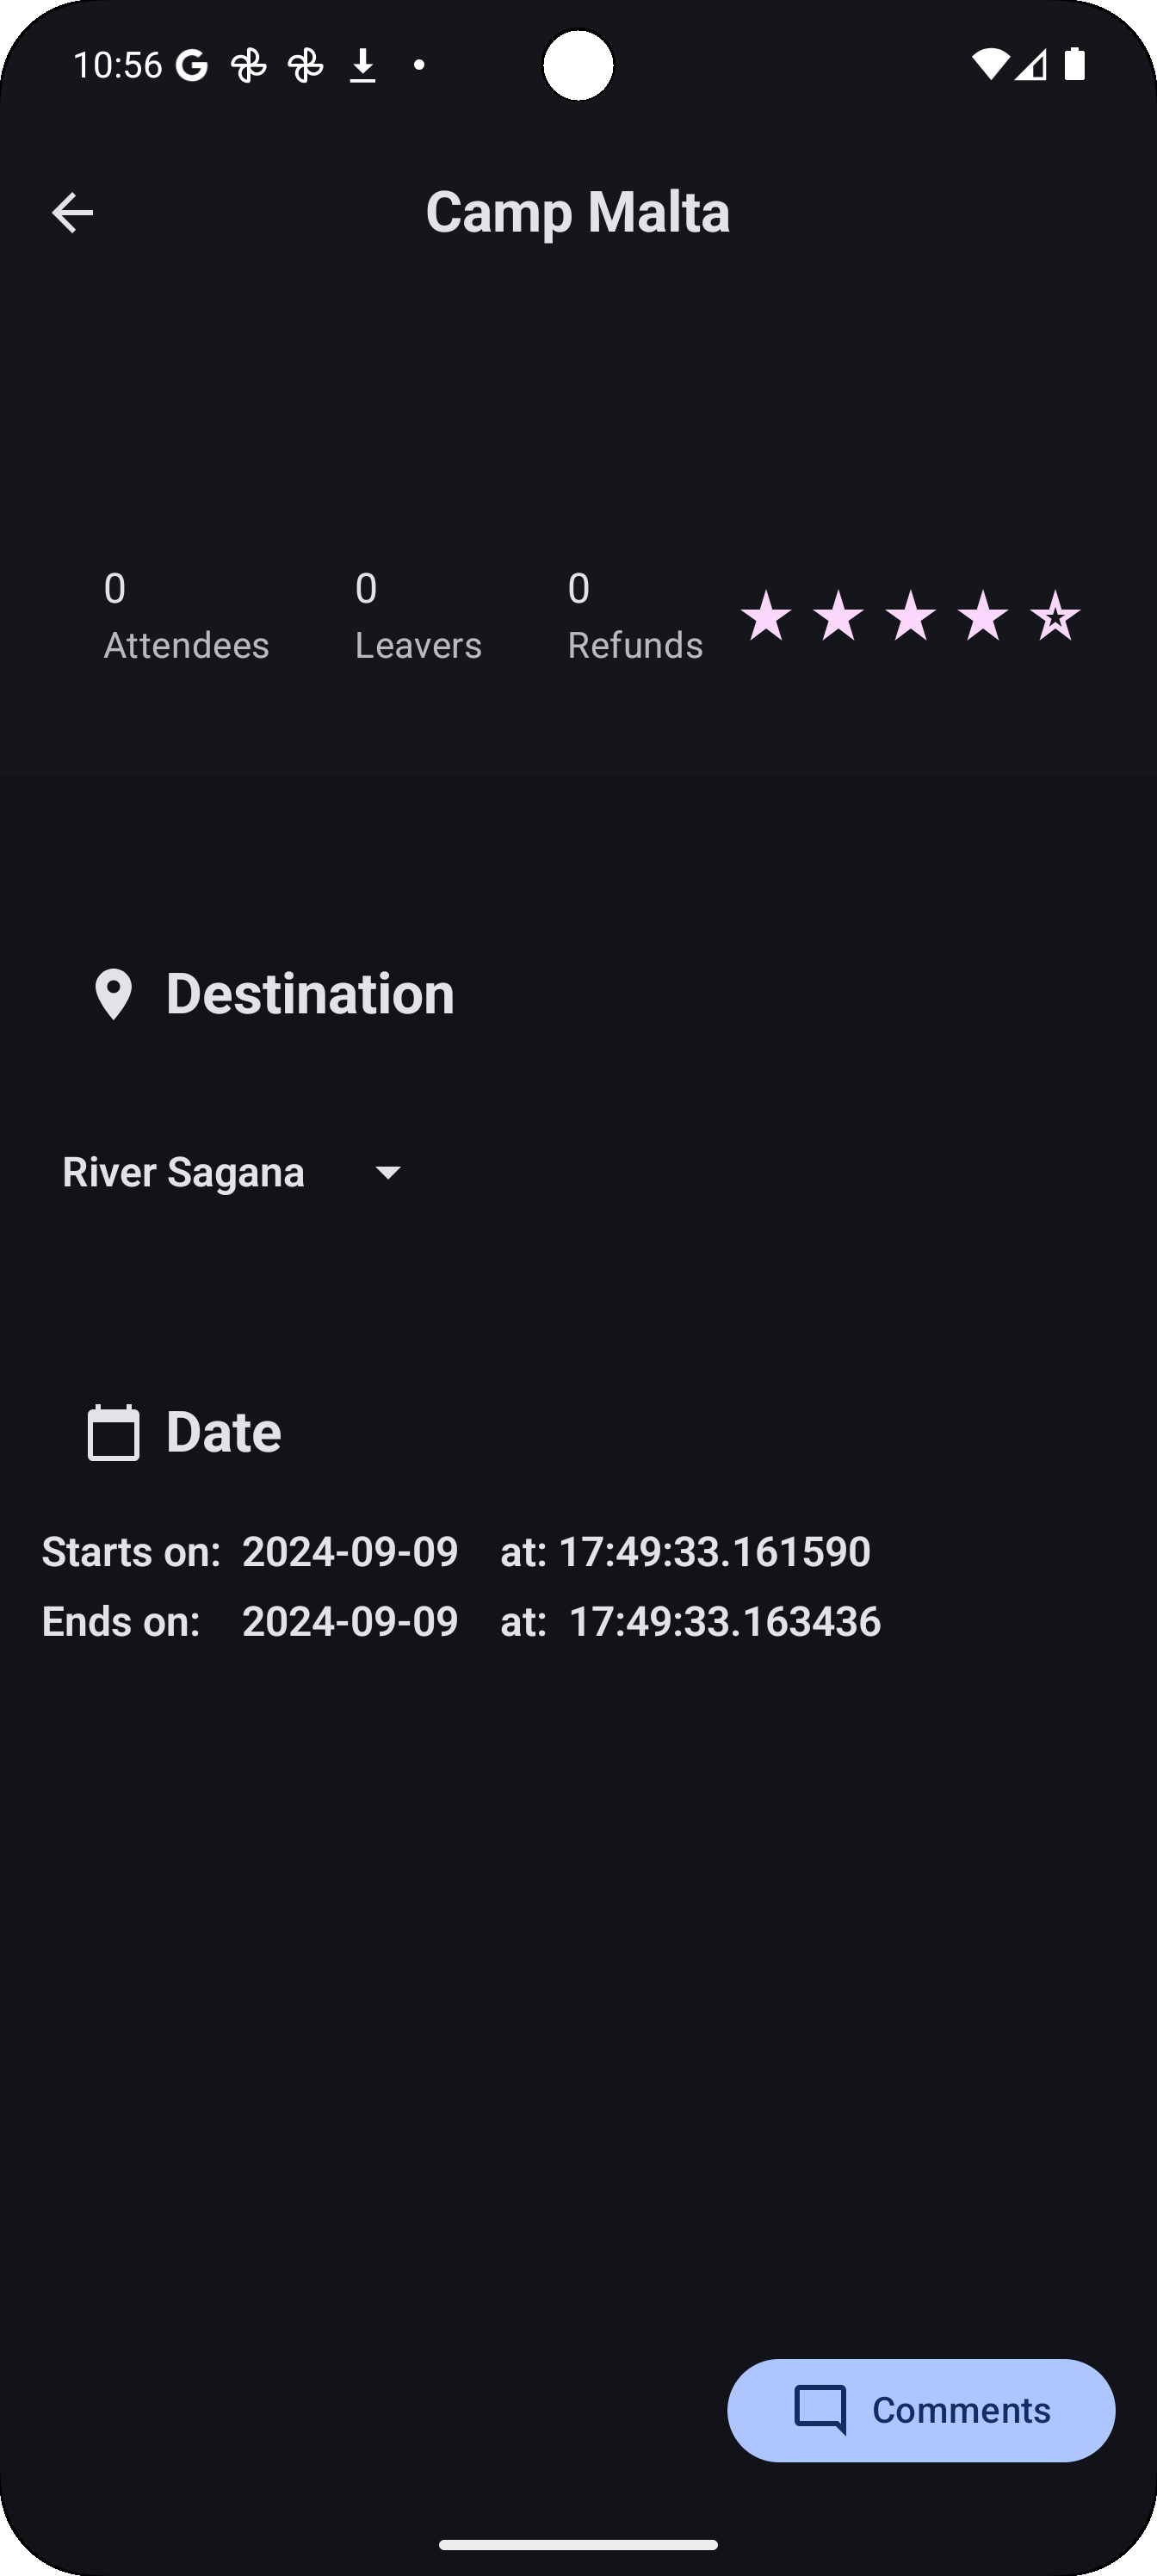 10:56
Camp Malta
0 0 0
Attendees Leavers Refunds
Destination
River Sagana
Date
Starts on: 2024-09-09 at: 17:49:33.161590
Ends on: 2024-09-09 at: 17:49:33.163436
Comments